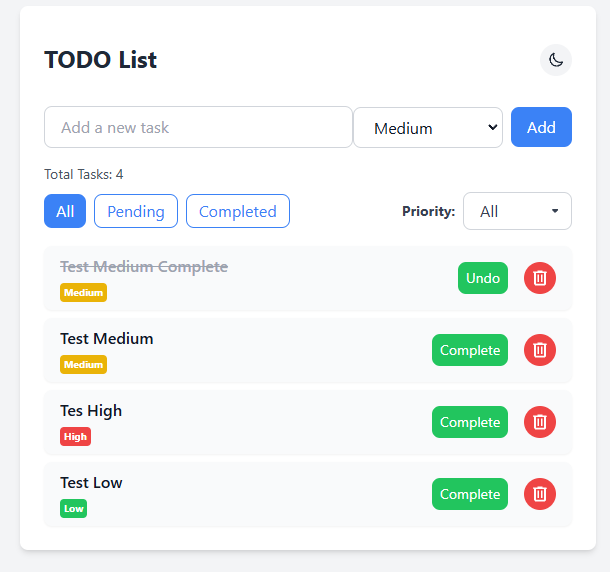 TODO List
Add a new task Medium Add
Total Tasks: 4
All Pending Completed Priority: All
Test Medium Complete Undo
Medium
Test Medium Complete
Medium
Tes High Complete
High
Test Low Complete
Low